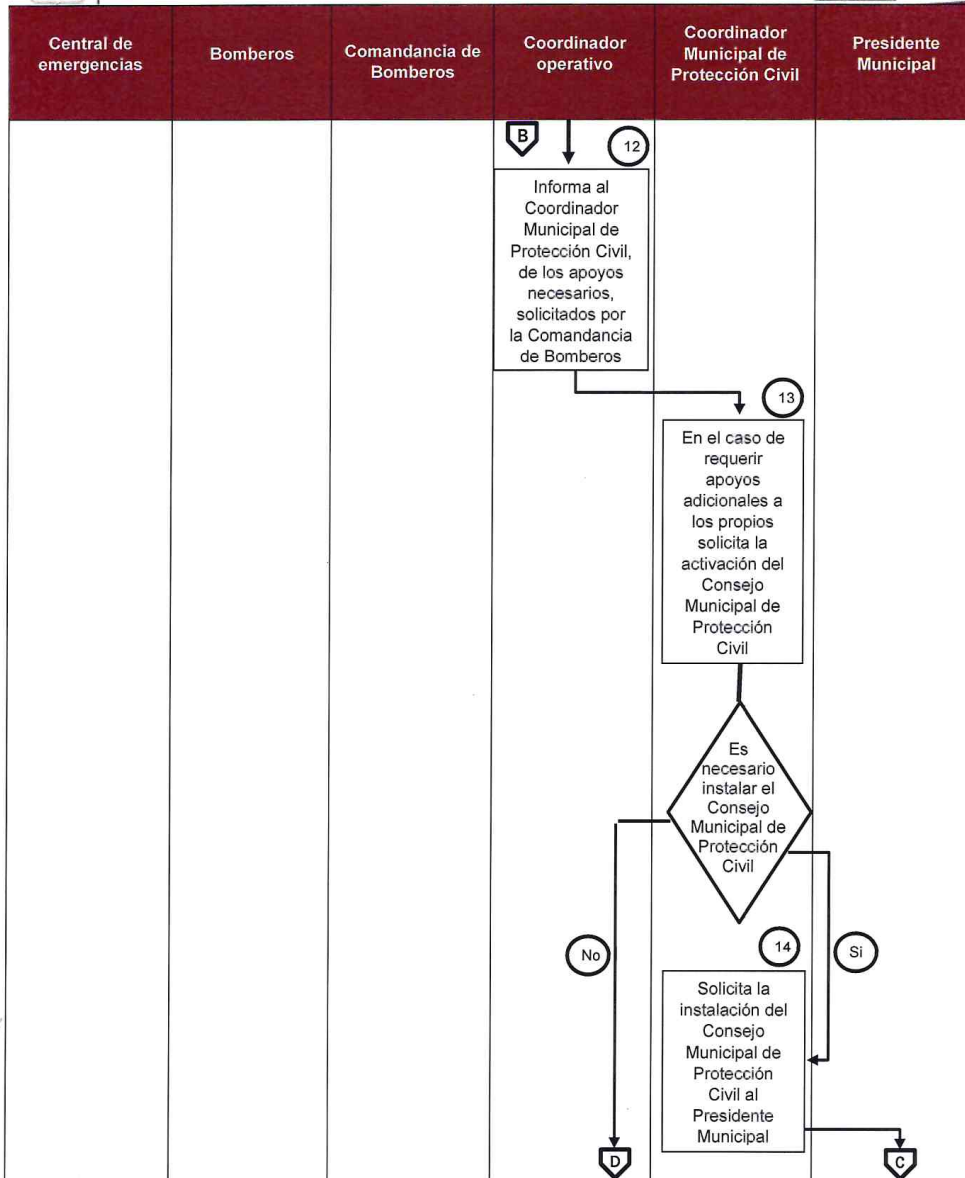 Central de
emergencias
Bomberos
Comandancia de
Bomberos
Coordinador
operativo
Coordinador
Municipal de
Protección Civil
Presidente
Municipal
B
12
Informa al
Coordinador
Municipal de
Protección Civil,
de los apoyos
necesarios,
solicitados por
la Comandancia
de Bomberos
13
En el caso de
requerir
apoyos
adicionales a
los propios
solicita la
activación del
Consejo
Municipal de
Protección
Civil
Es
necesario
instalar el
Consejo
Municipal de
Protección
Civil
No
14
Si
Solicita la
instalación del
Consejo
Municipal de
Protección
Civil al
Presidente
Municipal
D
C